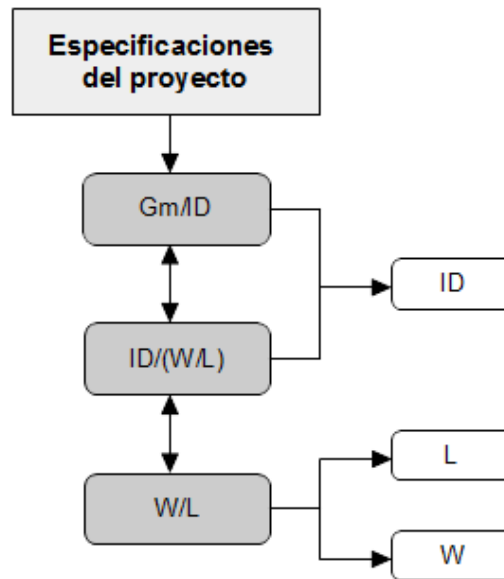 Especificaciones
del proyecto
Gm/ID
ID
ID/(W/L)
L
W/L
W